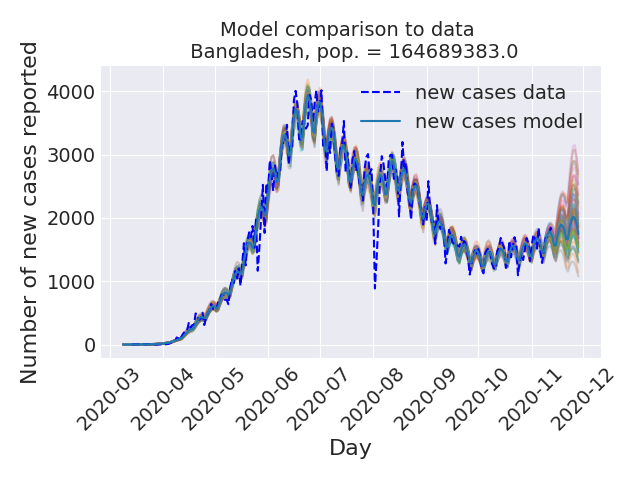 Model comparison to data
Bangladesh, pop. = 164689383.0
Number of new cases reported
4000
3000
2000
1000
0
new cases data
new cases model
2020-03
2020-04
2020-05
2020-06
2020-07
2020-08
2020-09
2020-10
2020-11
2020-12
Day